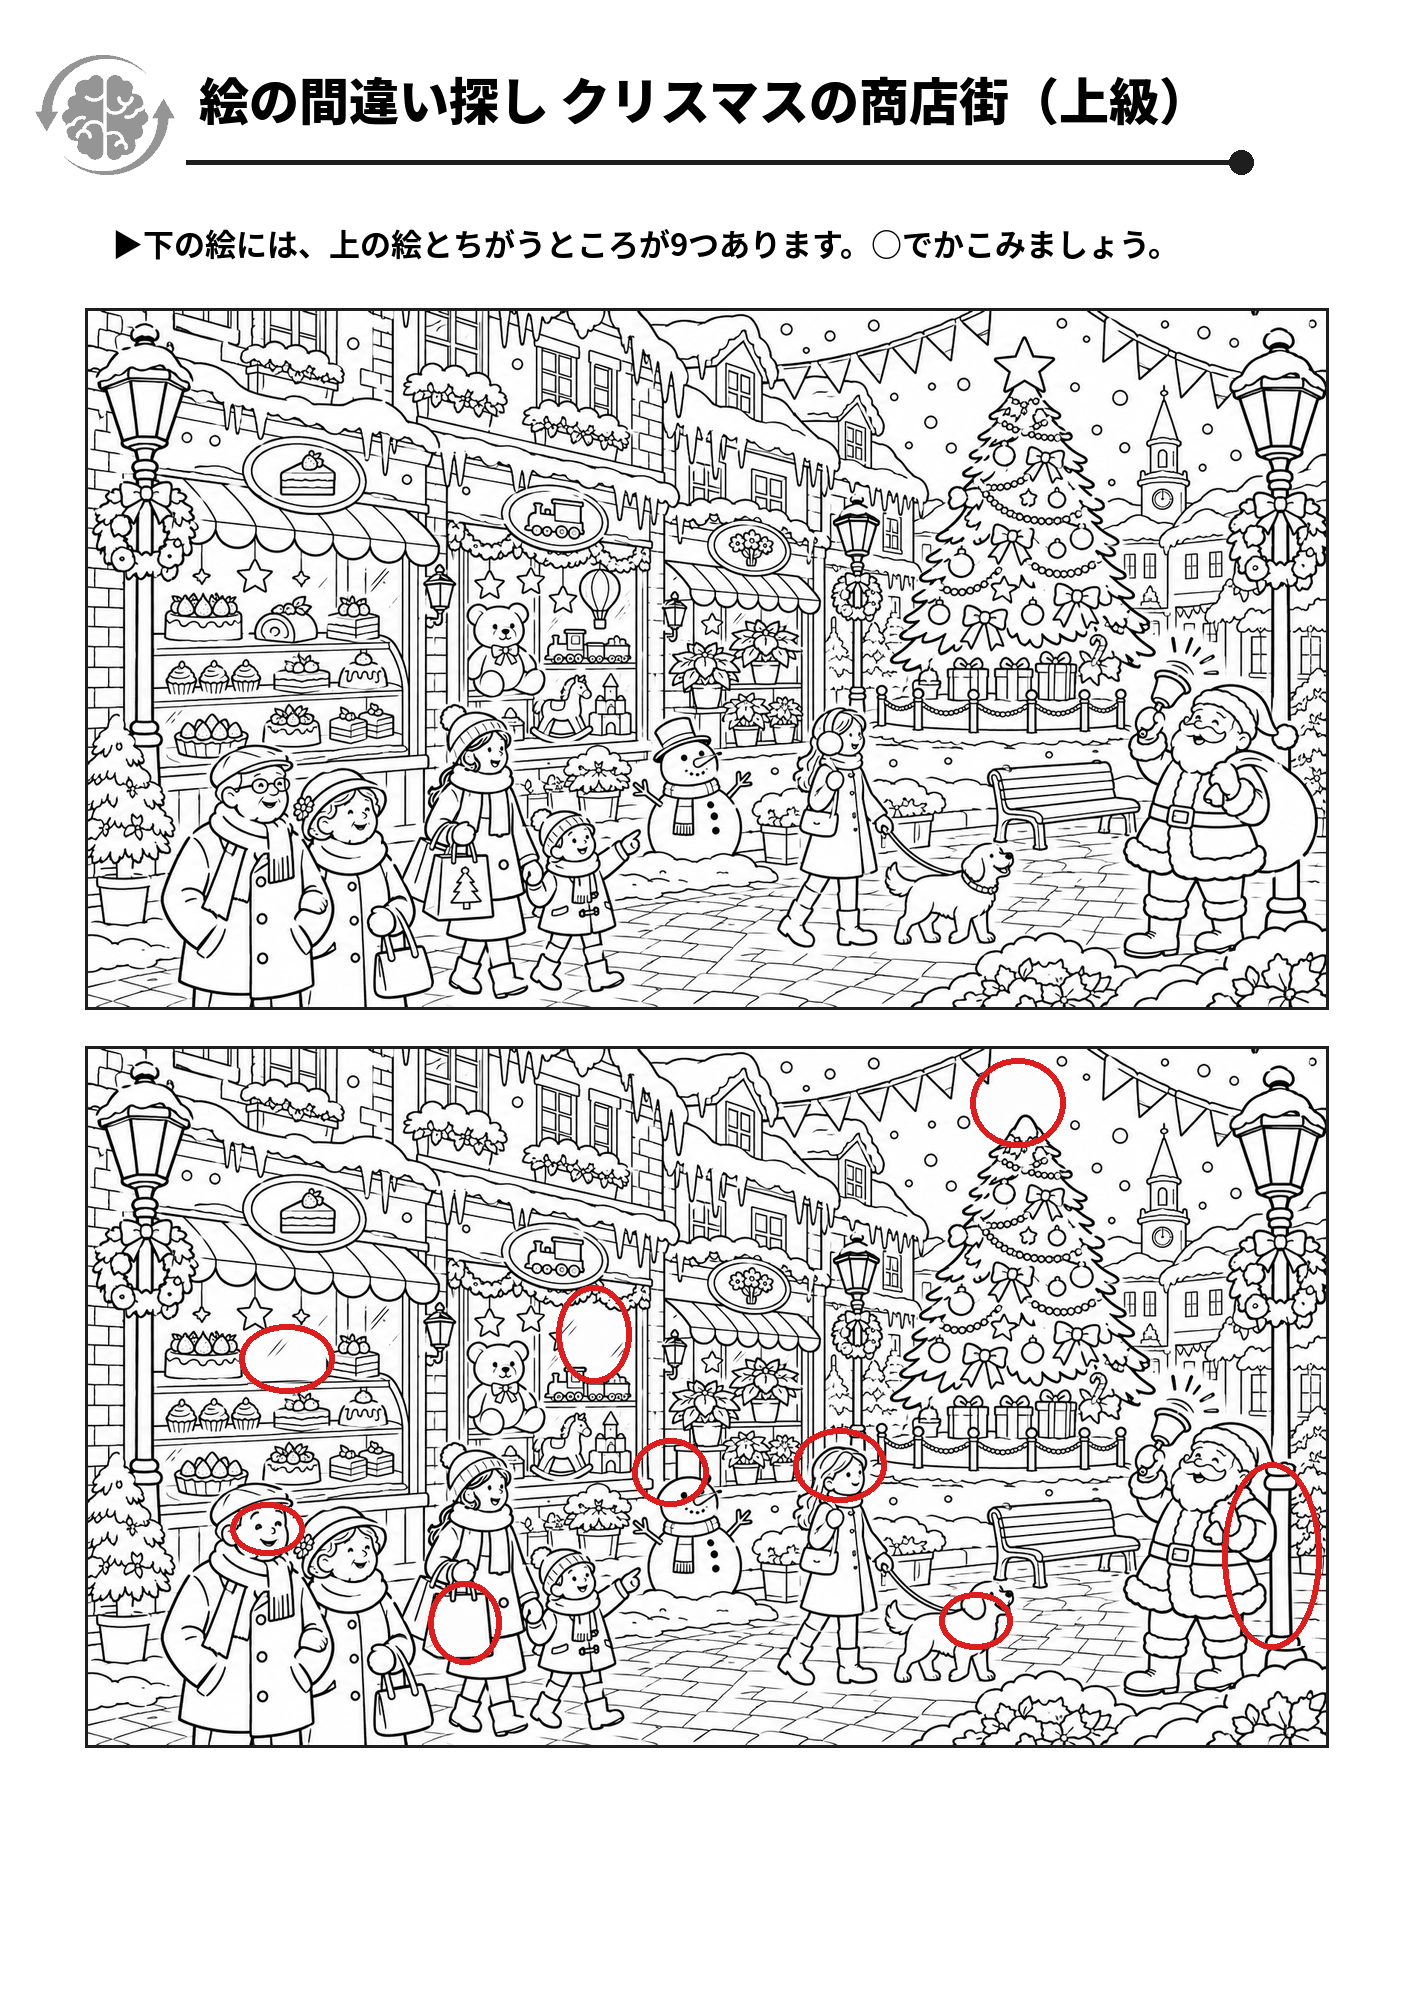 絵の間違い探し クリスマスの商店街（上級）
▶下の絵には、上の絵とちがうところが9つあります。○でかこみましょう。